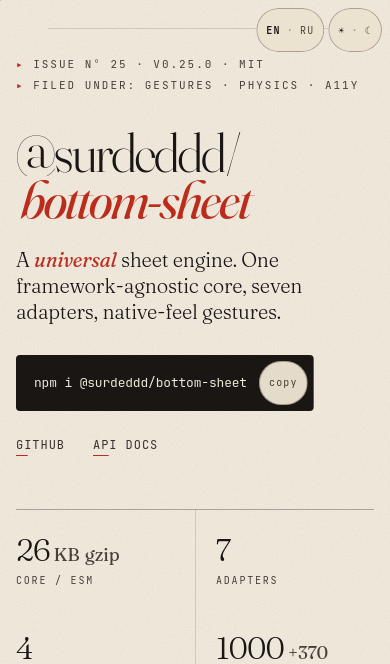 EN · RU
☀ · ☾
▸ ISSUE N° 25 · V0.25.0 · MIT
▸ FILED UNDER: GESTURES · PHYSICS · A11Y
@surdeddd/
bottom-sheet
A universal sheet engine. One
framework-agnostic core, seven
adapters, native-feel gestures.
npm i @surdeddd/bottom-sheet
copy
GITHUB API DOCS
26 KB gzip
CORE / ESM
7
ADAPTERS
4
1000 +370